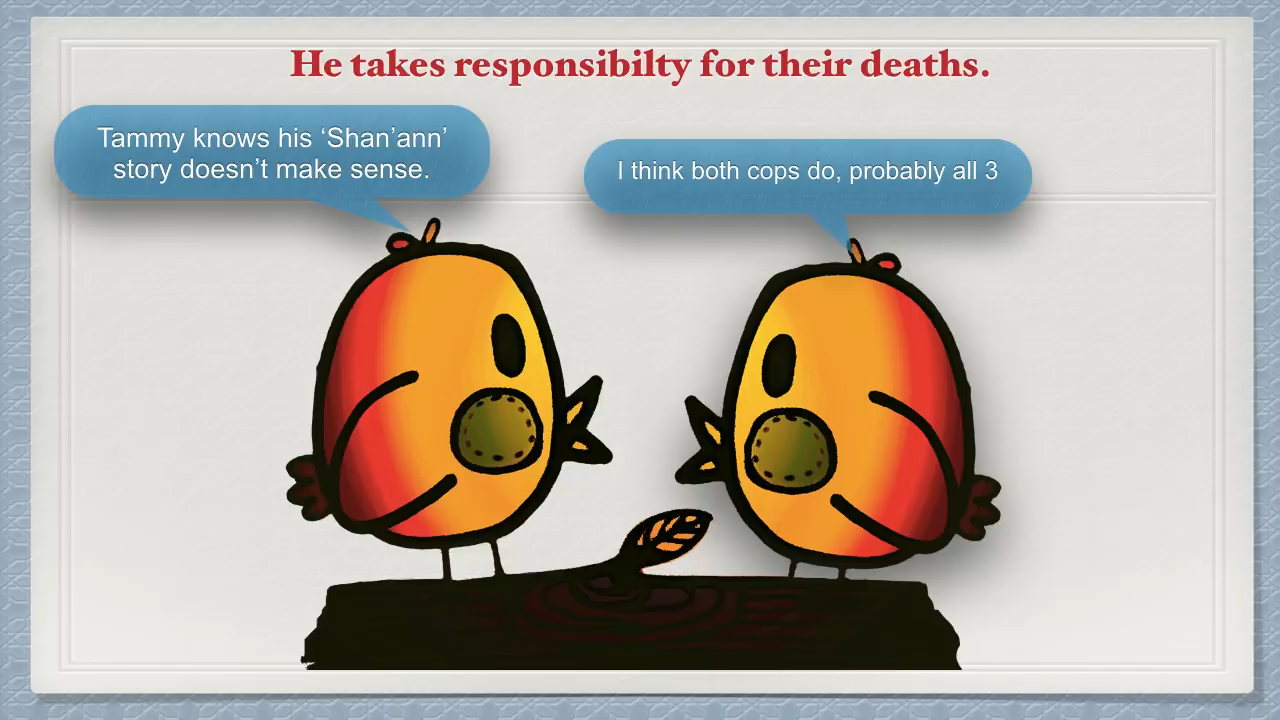 He takes responsibilty for their deaths.
Tammy knows his ‘Shan’ann’
story doesn’t make sense.
I think both cops do, probably all 3